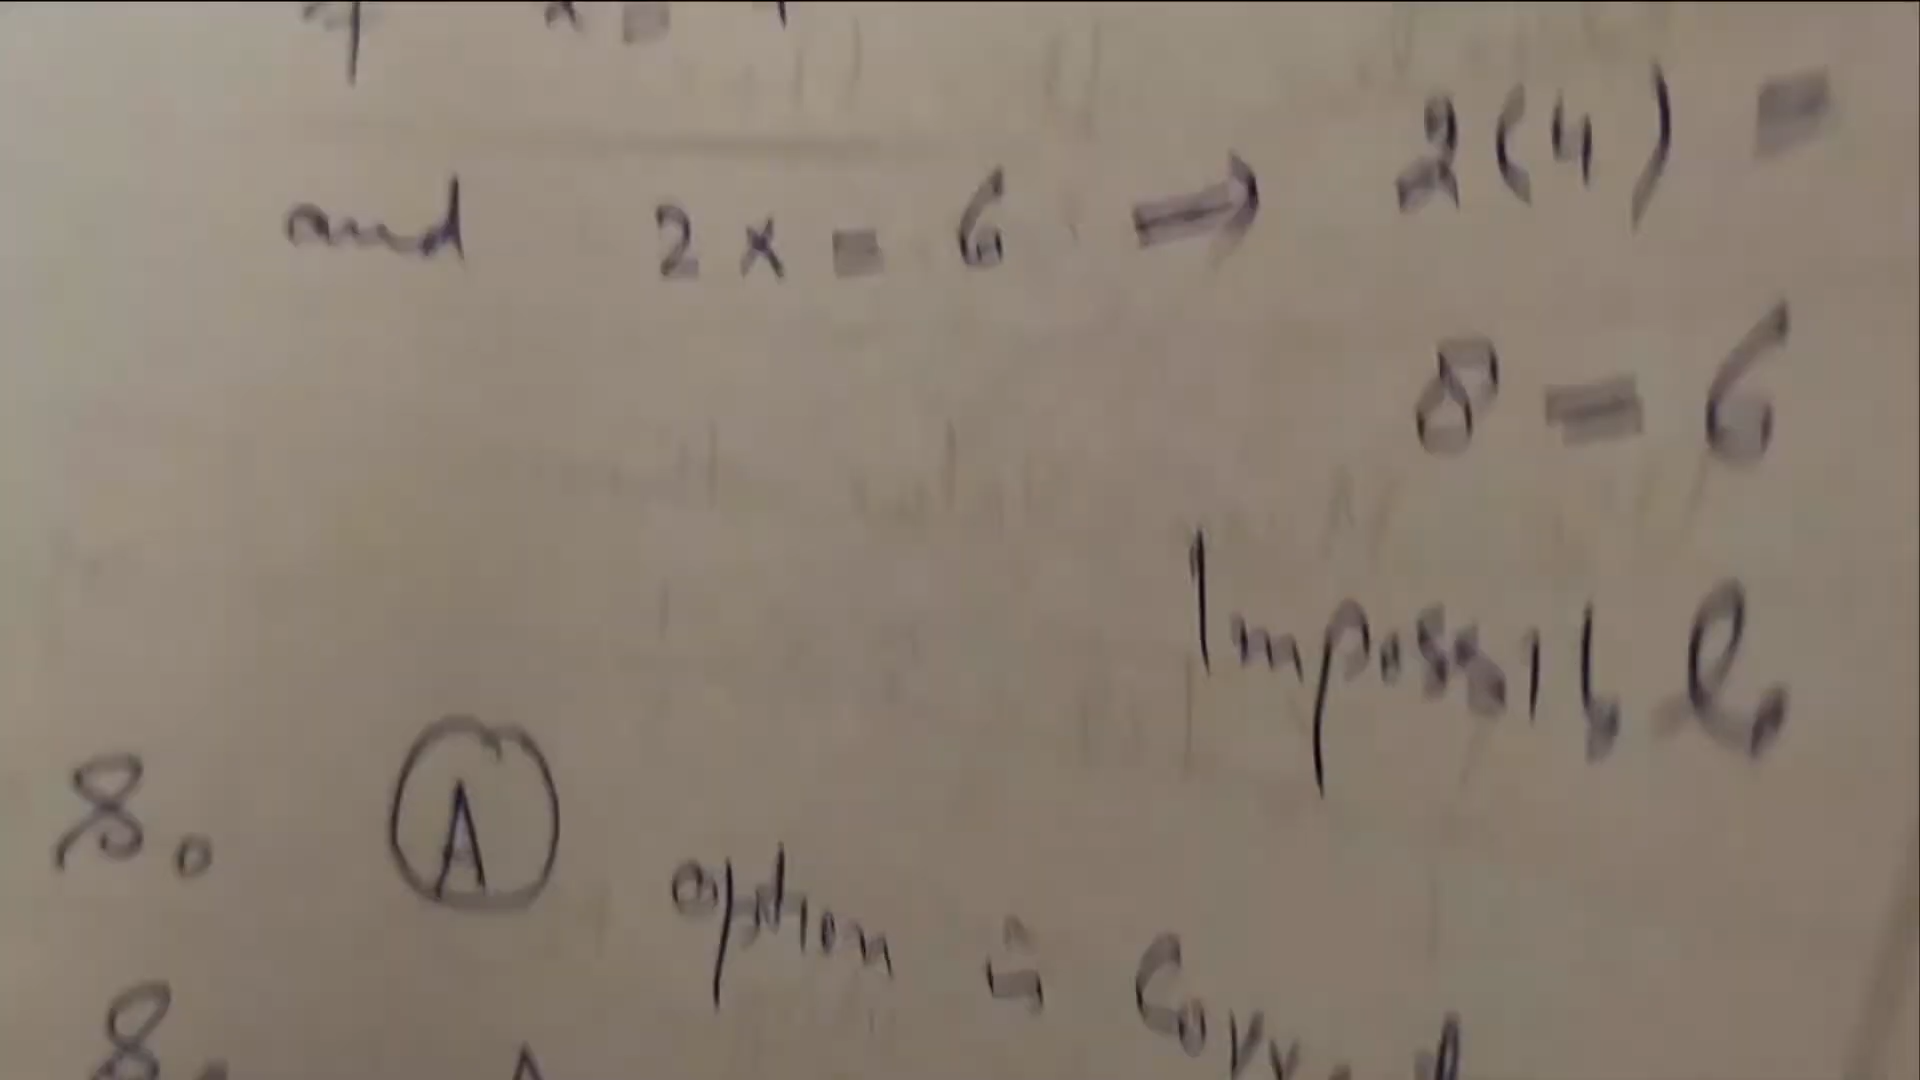 and 2x = 6 ⟹ 2(4) =
8 = 6
Impossible
8. A option is Correct